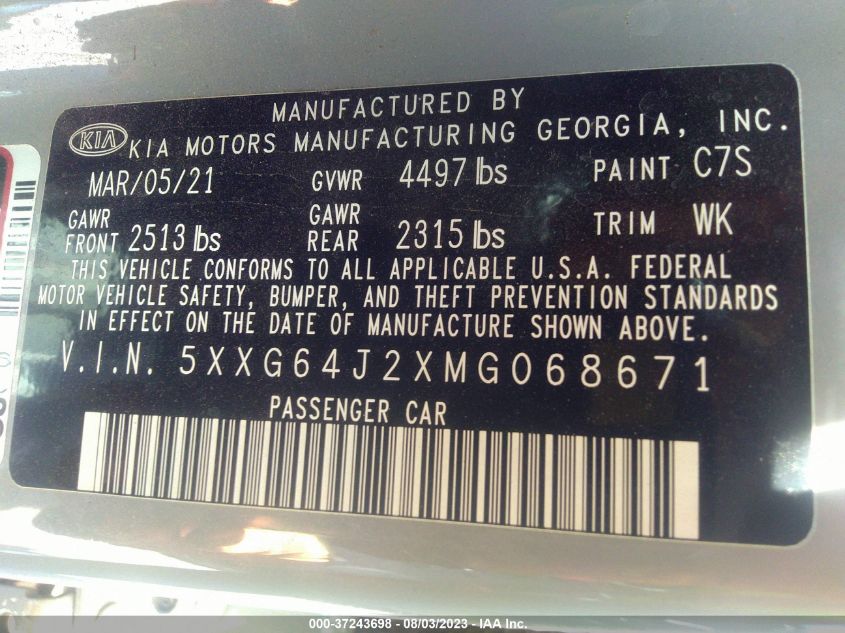 MANUFACTURED BY
KIA KIA MOTORS MANUFACTURING GEORGIA, INC.
MAR/05/21 GVWR 4497 lbs PAINT C7S
GAWR FRONT 2513 lbs GAWR REAR 2315 lbs TRIM WK
THIS VEHICLE CONFORMS TO ALL APPLICABLE U.S.A. FEDERAL
MOTOR VEHICLE SAFETY, BUMPER, AND THEFT PREVENTION STANDARDS
IN EFFECT ON THE DATE OF MANUFACTURE SHOWN ABOVE.
V.I.N. 5XXG64J2XMG068671
PASSENGER CAR
000-37243698 - 08/03/2023 - IAA Inc.